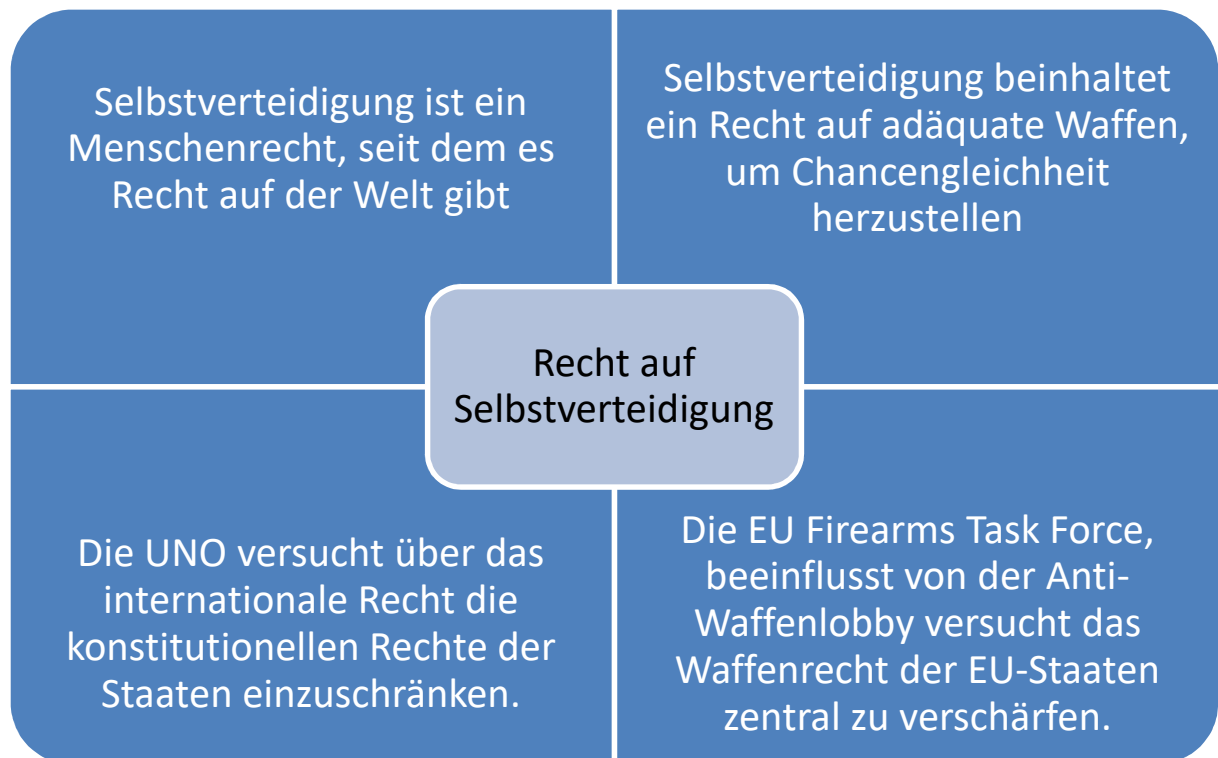 Selbstverteidigung ist ein
Menschenrecht, seit dem es
Recht auf der Welt gibt
Selbstverteidigung beinhaltet
ein Recht auf adäquate Waffen,
um Chancengleichheit
herzustellen
Recht auf
Selbstverteidigung
Die UNO versucht über das
internationale Recht die
konstitutionellen Rechte der
Staaten einzuschränken.
Die EU Firearms Task Force,
beeinflusst von der Anti-
Waffenlobby versucht das
Waffenrecht der EU-Staaten
zentral zu verschärfen.